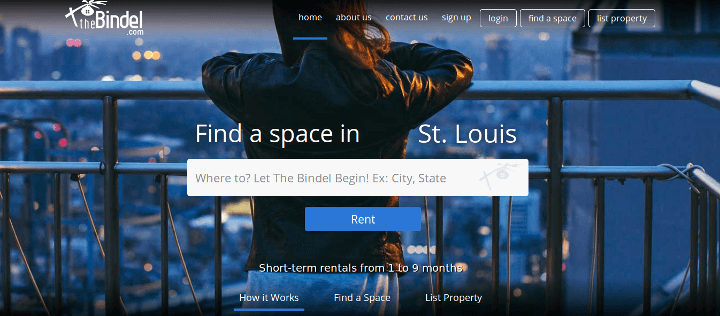 theBindel
.com
home about us contact us sign up login find a space list property
Find a space in St. Louis
Where to? Let The Bindel Begin! Ex: City, State
Rent
Short-term rentals from 1 to 9 months.
How it Works Find a Space List Property